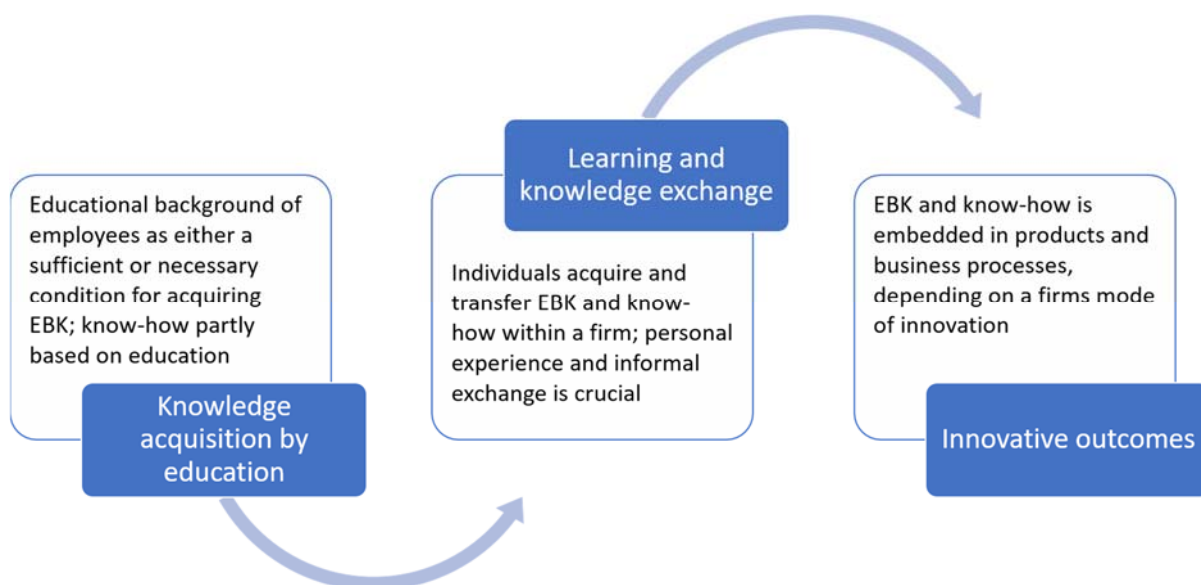 Educational background of
employees as either a
sufficient or necessary
condition for acquiring
EBK; know-how partly
based on education
Knowledge
acquisition by
education
Learning and
knowledge exchange
Individuals acquire and
transfer EBK and know-
how within a firm; personal
experience and informal
exchange is crucial
EBK and know-how is
embedded in products and
business processes,
depending on a firms mode
of innovation
Innovative outcomes